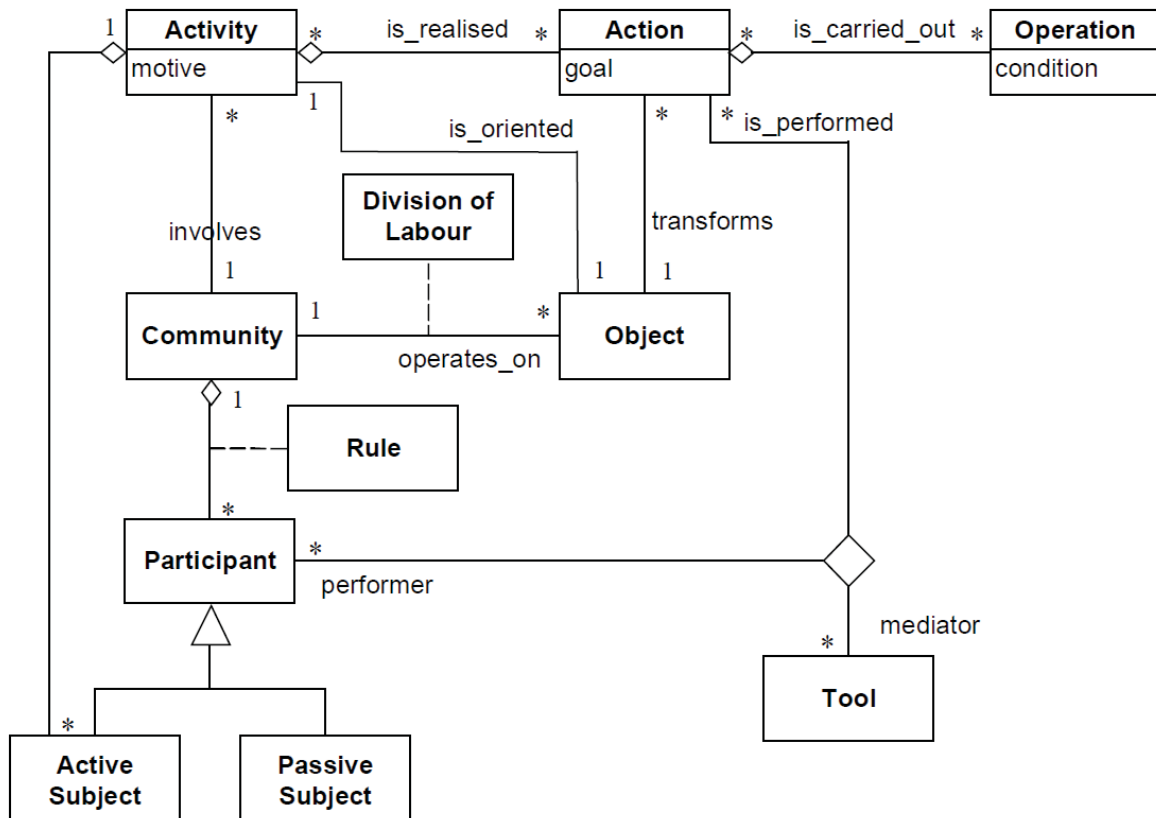 1
Activity
*
is_realised
*
Action
*
is_carried_out
*
Operation
motive
goal
condition
*
1
is_oriented
*
*
is_performed
Division of
Labour
involves
transforms
1
1
1
Community
1
*
Object
operates_on
1
Rule
*
Participant
*
performer
mediator
*
Tool
*
Active
Subject
Passive
Subject